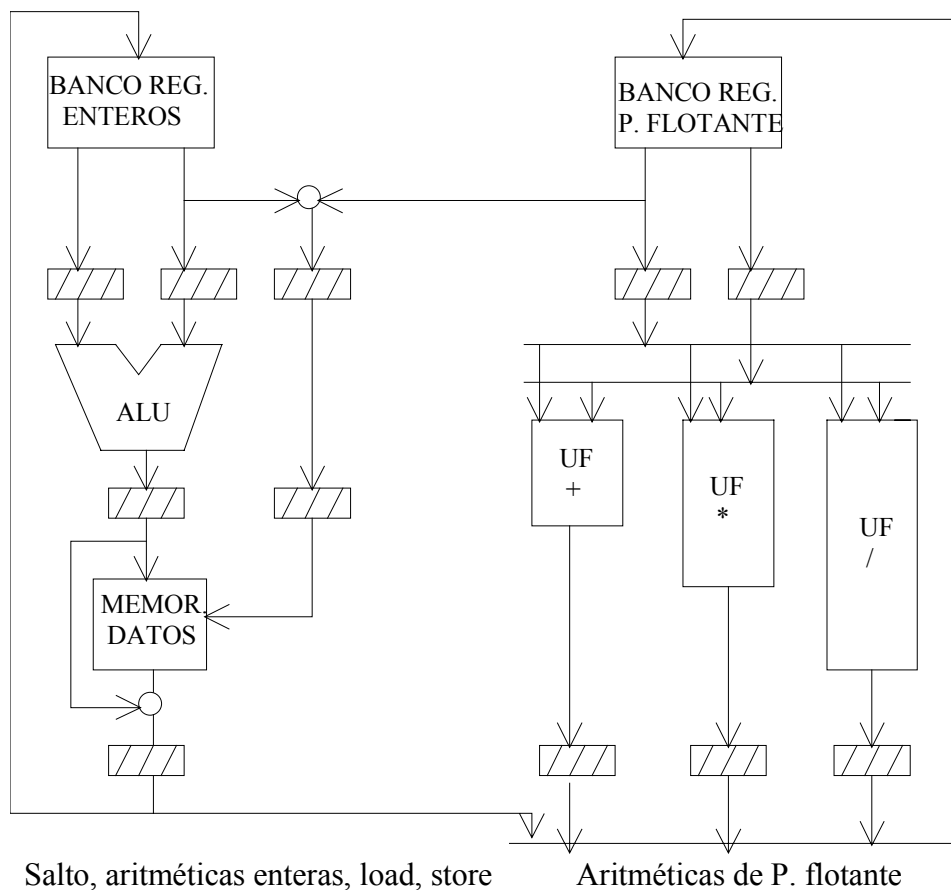 BANCO REG.
ENTEROS
BANCO REG.
P. FLOTANTE
ALU
UF
+
UF
*
UF
/
MEMOR.
DATOS
Salto, aritméticas enteras, load, store
Aritméticas de P. flotante